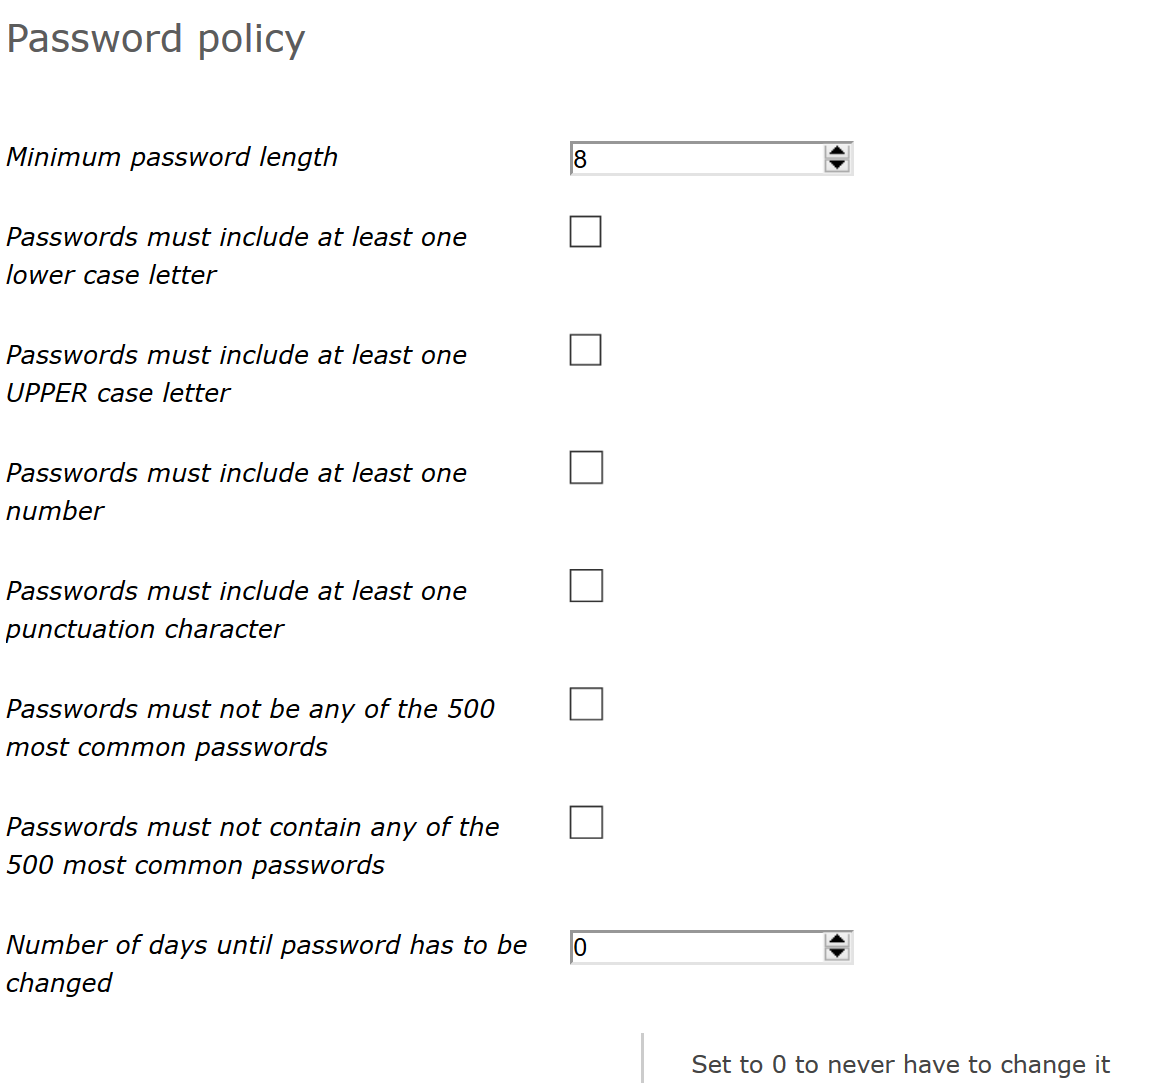 Password policy
Minimum password length
8
Passwords must include at least one
lower case letter
Passwords must include at least one
UPPER case letter
Passwords must include at least one
number
Passwords must include at least one
punctuation character
Passwords must not be any of the 500
most common passwords
Passwords must not contain any of the
500 most common passwords
Number of days until password has to be
changed
0
Set to 0 to never have to change it